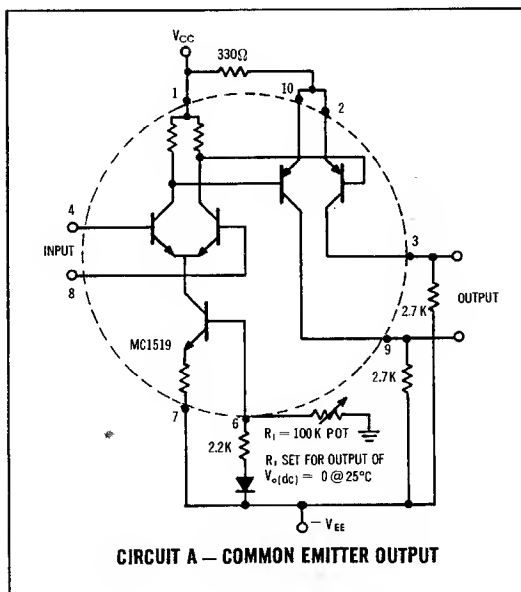 VCC
330Ω
1
10
2
4
INPUT
8
3
OUTPUT
2.7K
MC1519
9
2.7K
7
6
R₁ = 100K POT
2.2K
R₁ SET FOR OUTPUT OF
Vo(dc) = 0 @ 25°C
— VEE
CIRCUIT A — COMMON EMITTER OUTPUT